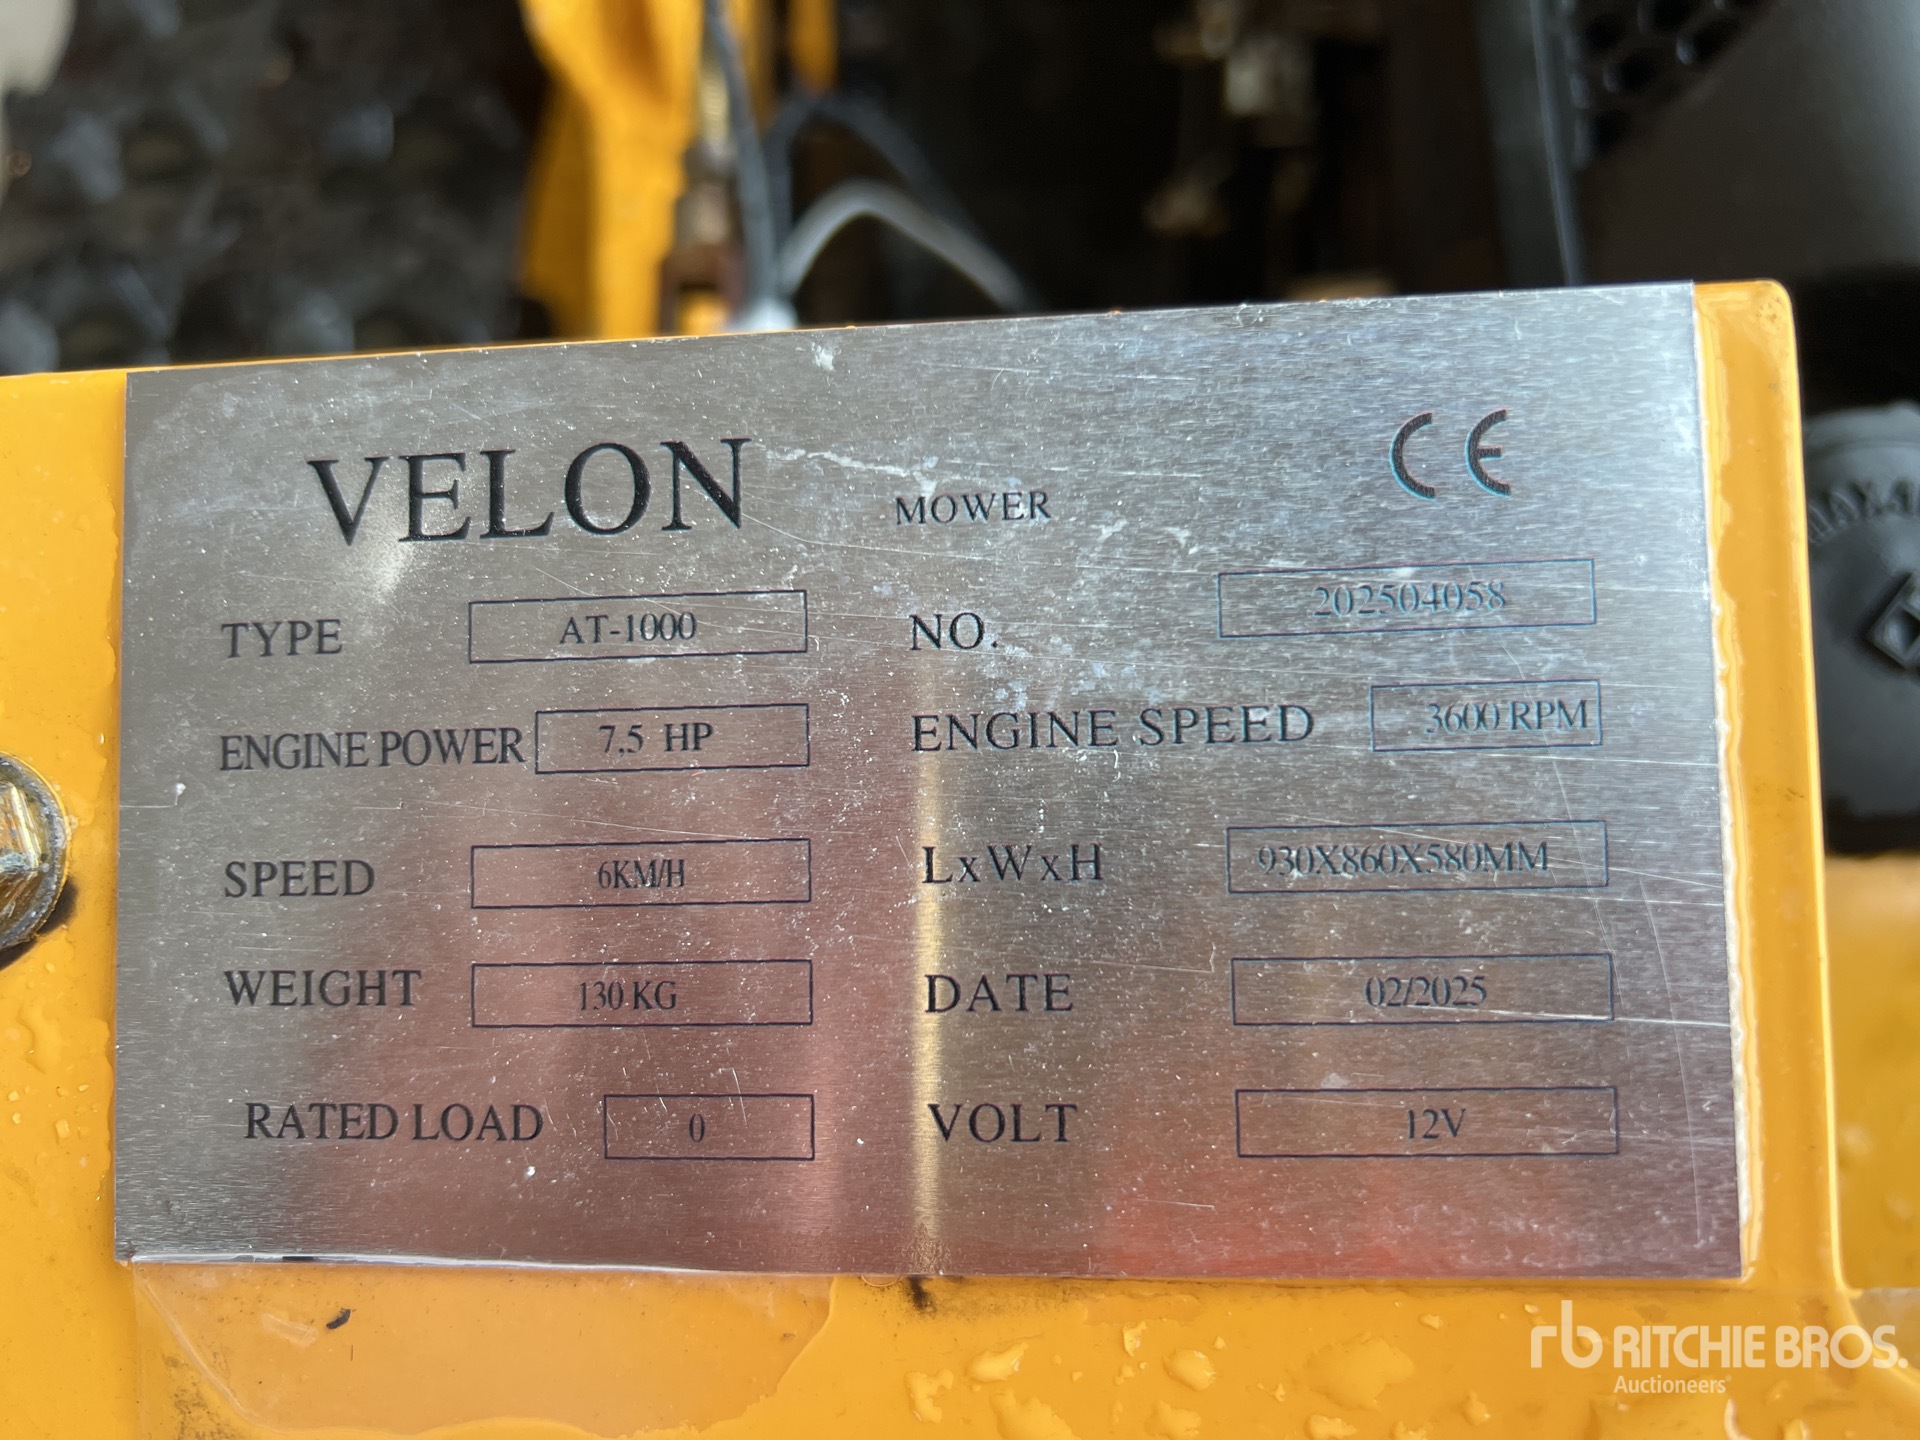 VELON MOWER CE
TYPE AT-1000 NO. 202504058
ENGINE POWER 7,5 HP ENGINE SPEED 3600 RPM
SPEED 6KM/H LxWxH 930X860X580MM
WEIGHT 130 KG DATE 02/2025
RATED LOAD 0 VOLT 12V
rb RITCHIE BROS.
Auctioneers